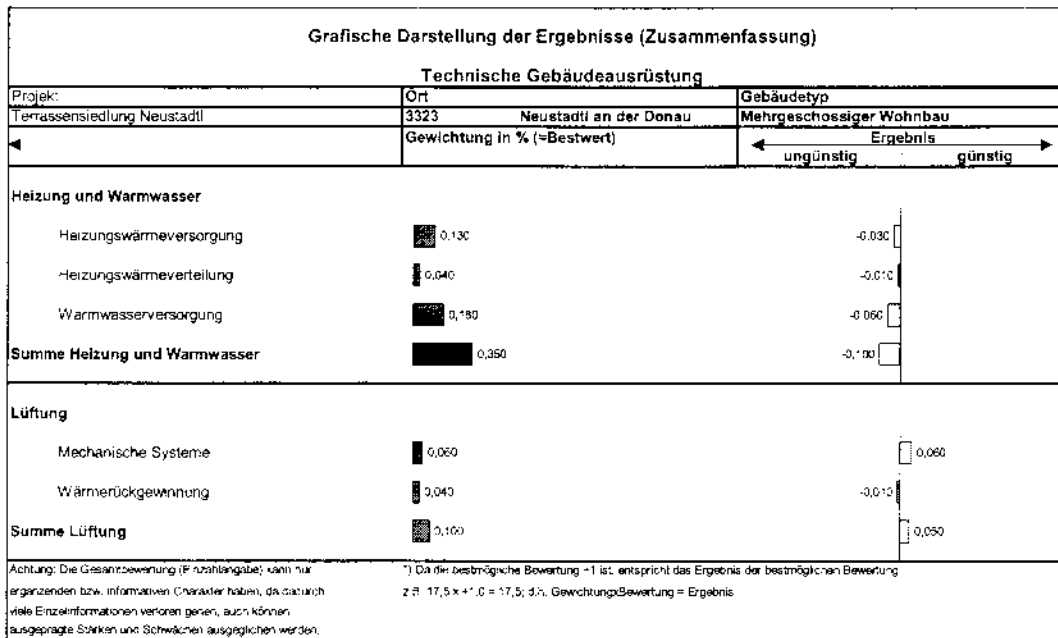 Grafische Darstellung der Ergebnisse (Zusammenfassung)
Technische Gebäudeausrüstung
Projekt Ort Gebäudetyp
Terrassensiedlung Neustadtl 3323 Neustadtl an der Donau Mehrgeschossiger Wohnbau
Gewichtung in % (=Bestwert) Ergebnis
ungünstig günstig
Heizung und Warmwasser
Heizungswärmeversorgung 0,130 -0,030
Heizungswärmeverteilung 0,040 -0,010
Warmwasserversorgung 0,180 -0,060
Summe Heizung und Warmwasser 0,350 -0,100
Lüftung
Mechanische Systeme 0,060 0,060
Wärmerückgewinnung 0,040 -0,010
Summe Lüftung 0,100 0,050
Achtung: Die Gesamtbewertung (Einzahlangabe) kann nur *) Da die bestmögliche Bewertung +1 ist, entspricht das Ergebnis der bestmöglichen Bewertung
ergänzenden bzw. informativen Charakter haben, da dadurch z.B. 17,5 x +1,0 = 17,5; d.h. GewichtungxBewertung = Ergebnis
viele Einzelinformationen verloren gehen, auch können
ausgeprägte Stärken und Schwächen ausgeglichen werden.